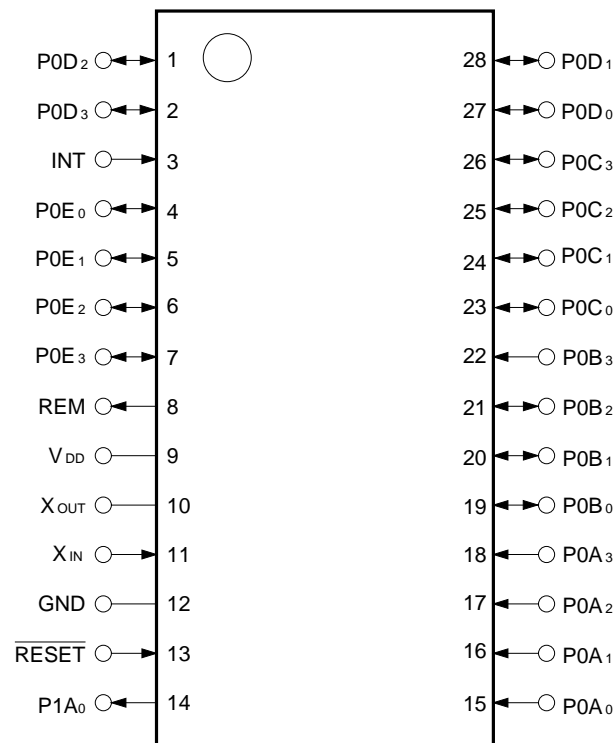 P0D2 1 28 P0D1
P0D3 2 27 P0D0
INT 3 26 P0C3
P0E0 4 25 P0C2
P0E1 5 24 P0C1
P0E2 6 23 P0C0
P0E3 7 22 P0B3
REM 8 21 P0B2
VDD 9 20 P0B1
XOUT 10 19 P0B0
XIN 11 18 P0A3
GND 12 17 P0A2
RESET 13 16 P0A1
P1A0 14 15 P0A0